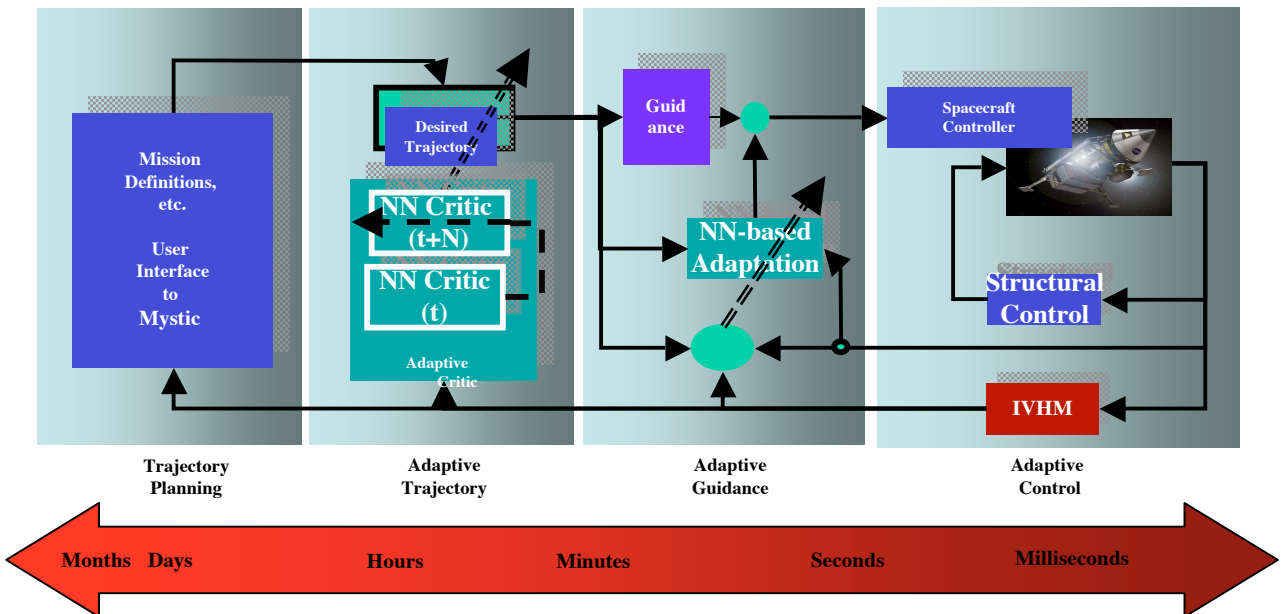 Mission
Definitions,
etc.
User
Interface
to
Mystic
Desired
Trajectory
NN Critic
(t+N)
NN Critic
(t)
Adaptive
Critic
Guid
ance
NN-based
Adaptation
Spacecraft
Controller
Structural
Control
IVHM
Trajectory
Planning
Adaptive
Trajectory
Adaptive
Guidance
Adaptive
Control
Months Days Hours Minutes Seconds Milliseconds